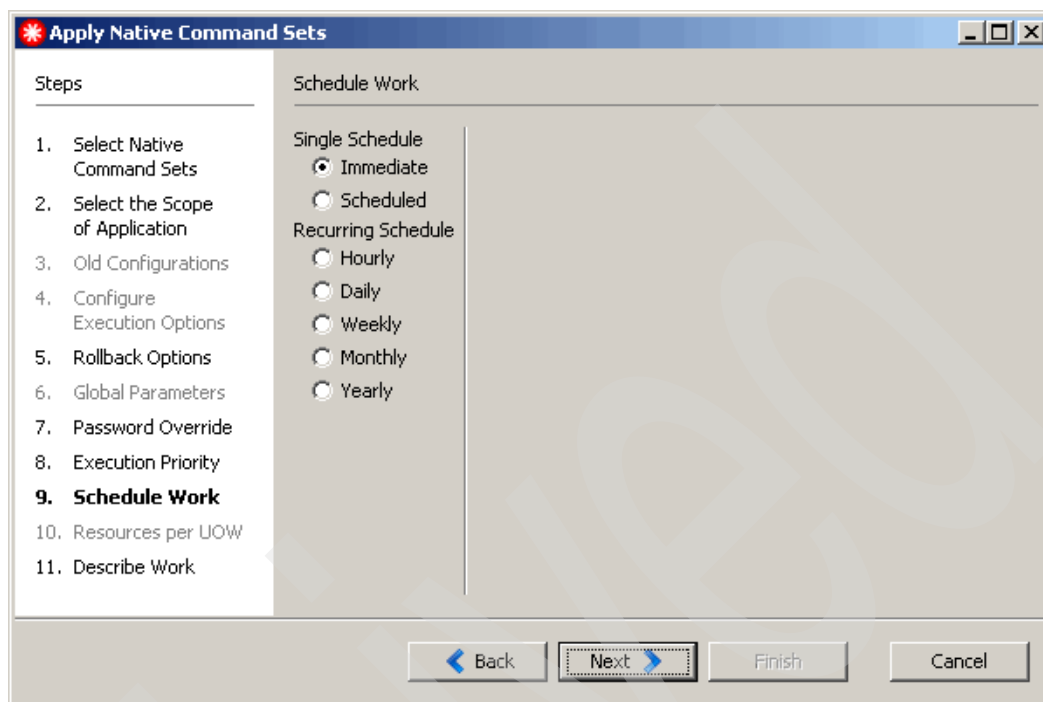 Apply Native Command Sets
Steps
1. Select Native
Command Sets
2. Select the Scope
of Application
3. Old Configurations
4. Configure
Execution Options
5. Rollback Options
6. Global Parameters
7. Password Override
8. Execution Priority
9. Schedule Work
10. Resources per UOW
11. Describe Work
Schedule Work
Single Schedule
Immediate
Scheduled
Recurring Schedule
Hourly
Daily
Weekly
Monthly
Yearly
Back
Next
Finish
Cancel